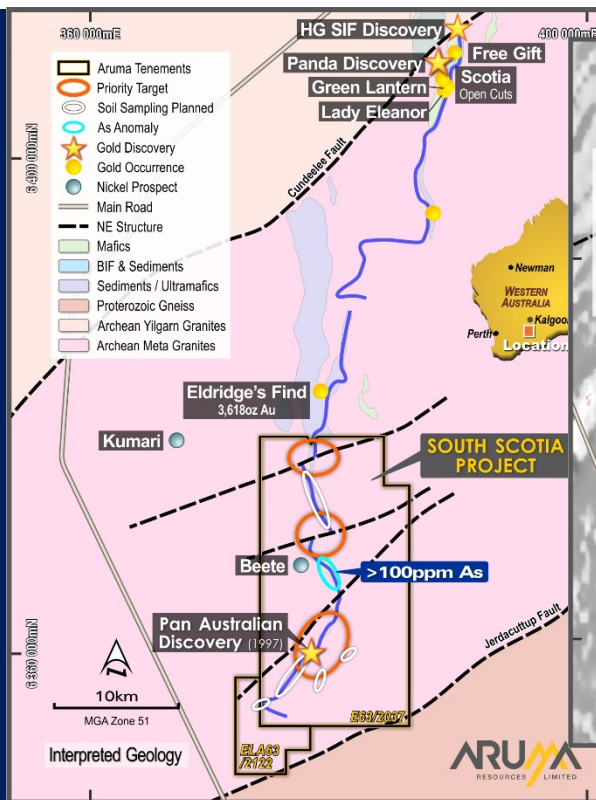 360 000mE
400 000mE
HG SIF Discovery
Free Gift
Panda Discovery
Scotia
Open Cuts
Green Lantern
Lady Eleanor
Aruma Tenements
Priority Target
Soil Sampling Planned
As Anomaly
Gold Discovery
Gold Occurrence
Nickel Prospect
Main Road
NE Structure
Mafics
BIF & Sediments
Sediments / Ultramafics
Proterozoic Gneiss
Archean Yilgarn Granites
Archean Meta Granites
6 400 000mN
Cundeelee Fault
Newman
WESTERN
AUSTRALIA
Kalgoo
Perth
Location
Eldridge's Find
3,618oz Au
Kumari
SOUTH SCOTIA
PROJECT
Beete
>100ppm As
Pan Australian
Discovery (1997)
6 360 000mN
Jerdacuttup Fault
N
10km
MGA Zone 51
E63/2037
ELA63
/2122
Interpreted Geology
ARUMA
RESOURCES LIMITED